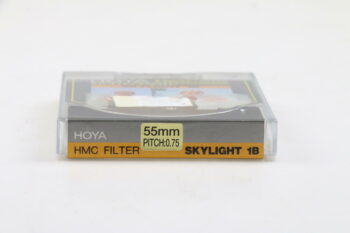 HOYA
55mm
PITCH:0.75
HMC FILTER
SKYLIGHT 1B